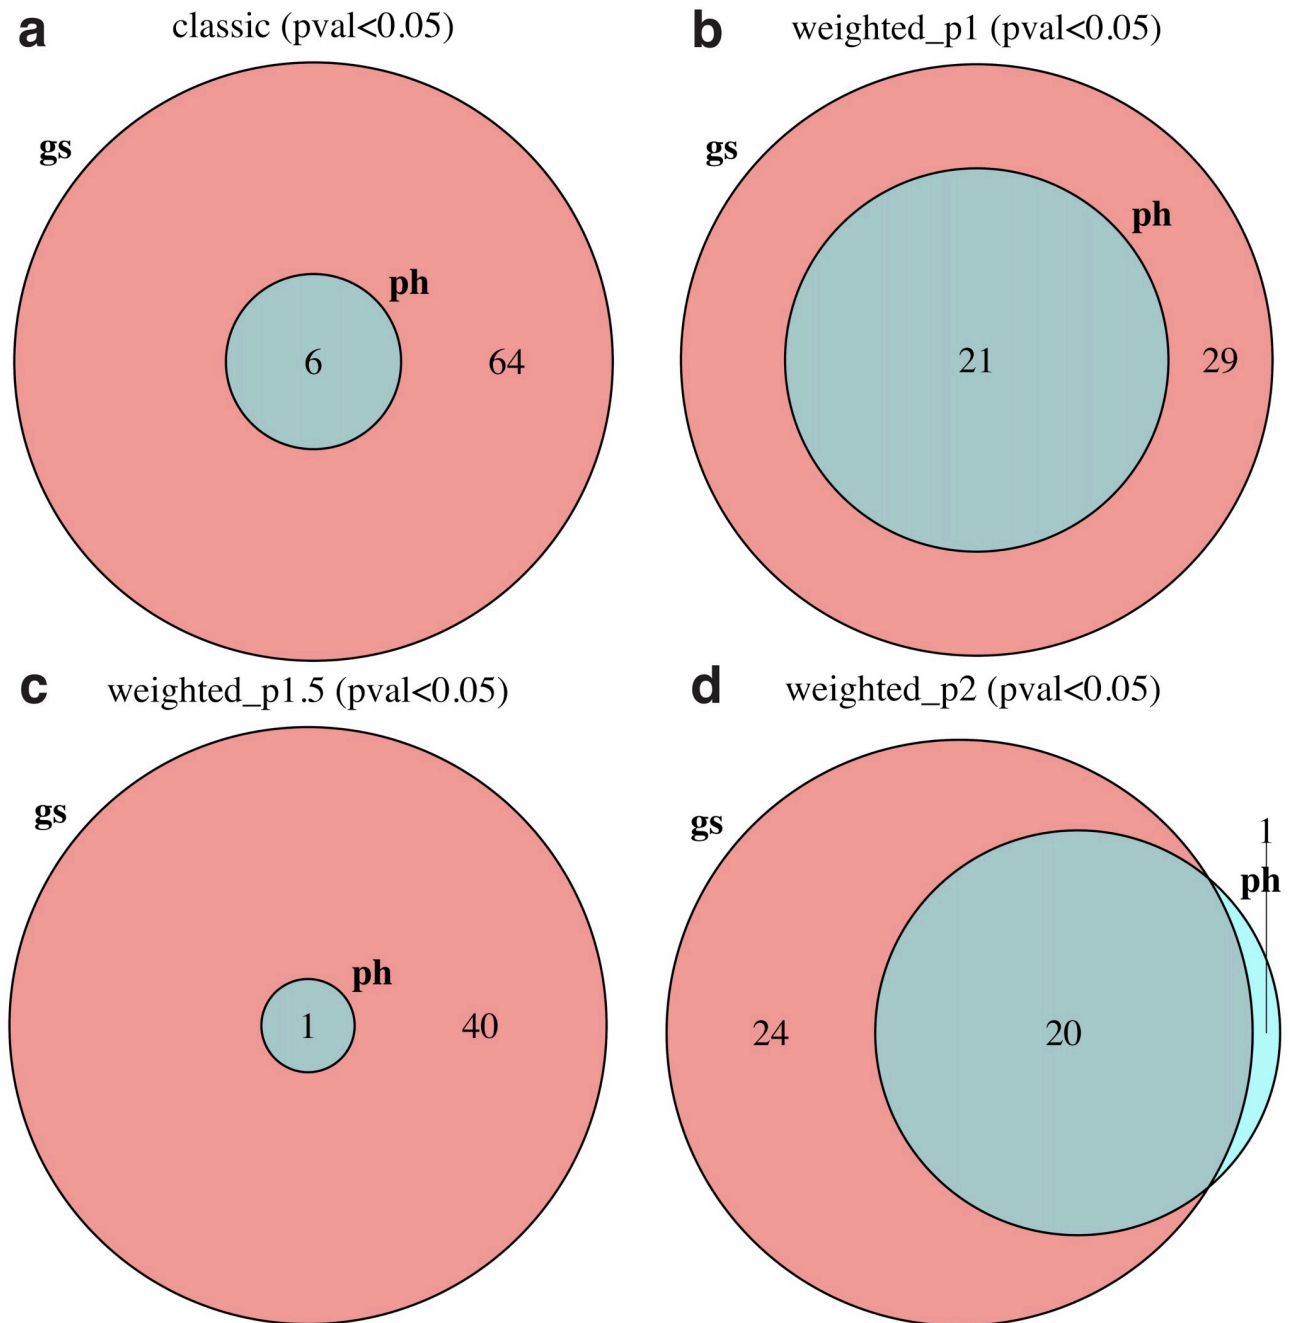 a classic (pval<0.05)
gs
ph
6 64
b weighted_p1 (pval<0.05)
gs
ph
21 29
c weighted_p1.5 (pval<0.05)
gs
ph
1 40
d weighted_p2 (pval<0.05)
gs
1
ph
24 20